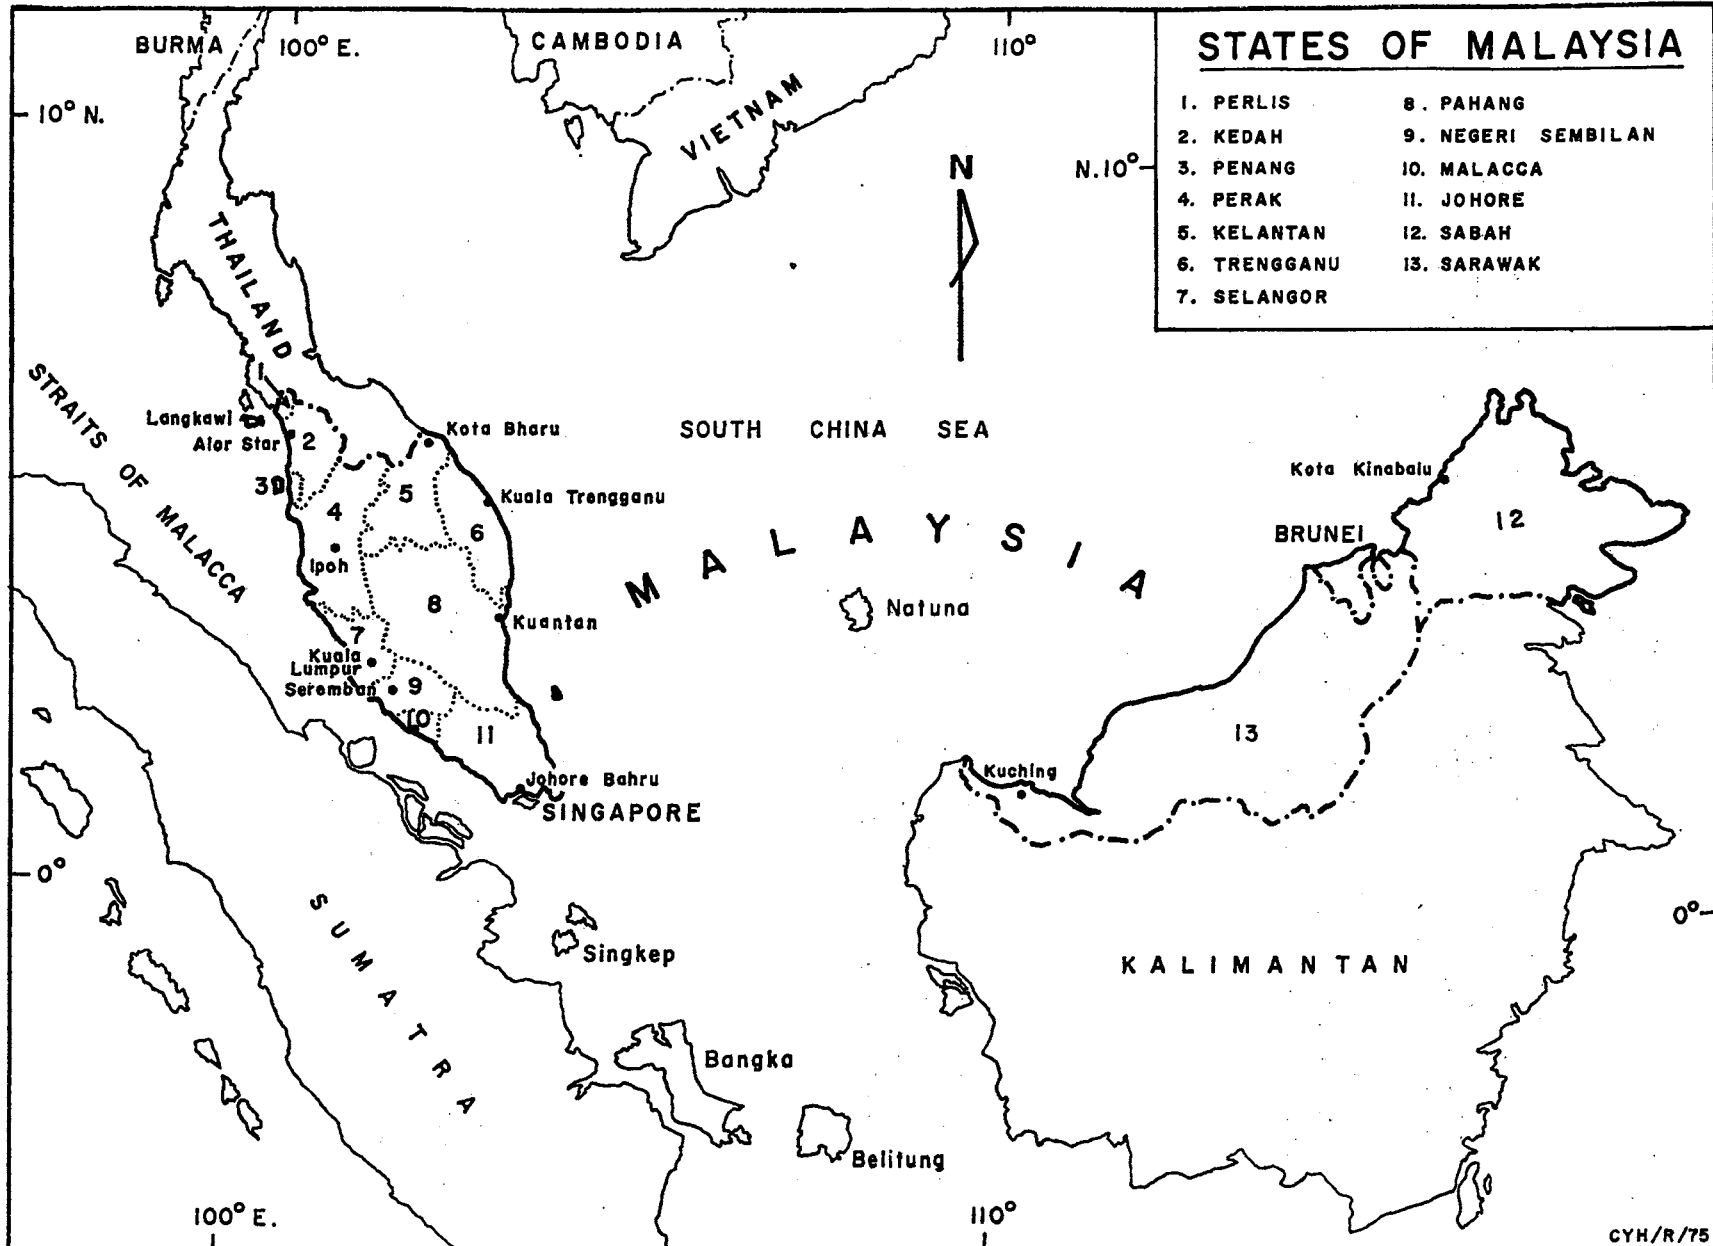 BURMA
100° E.
CAMBODIA
110°
STATES OF MALAYSIA
1. PERLIS
2. KEDAH
3. PENANG
4. PERAK
5. KELANTAN
6. TRENGGANU
7. SELANGOR
8. PAHANG
9. NEGERI SEMBILAN
10. MALACCA
11. JOHORE
12. SABAH
13. SARAWAK
10° N.
VIETNAM
N
N.10°
THAILAND
STRAITS OF MALACCA
1
Langkawi
Alor Star
2
Kota Bharu
SOUTH CHINA SEA
3
5
4
Kuala Trengganu
6
Ipoh
MALAYSIA
Kota Kinabalu
12
BRUNEI
8
Natuna
Kuantan
7
Kuala
Lumpur
Seremban
9
10
11
13
Kuching
Johore Bahru
SINGAPORE
0°
0°
SUMATRA
Singkep
KALIMANTAN
Bangka
Belitung
100° E.
110°
CYH/R/75